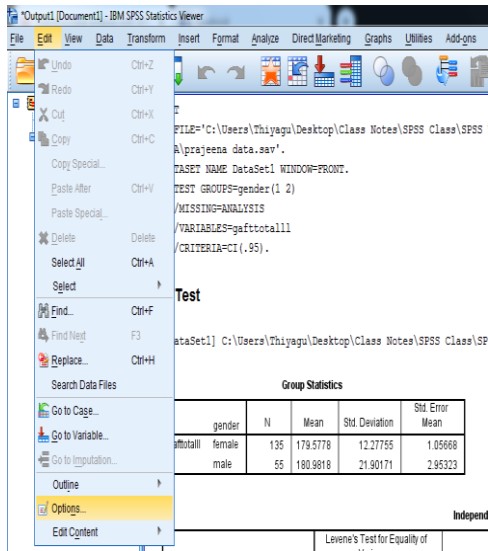 *Output1 [Document1] - IBM SPSS Statistics Viewer
File Edit View Data Transform Insert Format Analyze Direct Marketing Graphs Utilities Add-ons
Undo Ctrl+Z
Redo Ctrl+Y
Cut Ctrl+X
Copy Ctrl+C
Copy Special...
Paste After Ctrl+V
Paste Special...
Delete Delete
Select All Ctrl+A
Select
Find... Ctrl+F
Find Next F3
Replace... Ctrl+H
Search Data Files
Go to Case...
Go to Variable...
Go to Imputation...
Outline
Options...
Edit Content
T
FILE='C:\Users\Thiyagu\Desktop\Class Notes\SPSS Class\SPSS
A\prajeena data.sav'.
TASET NAME DataSet1 WINDOW=FRONT.
TEST GROUPS=gender(1 2)
/MISSING=ANALYSIS
/VARIABLES=gafttotalll
/CRITERIA=CI(.95).
Test
ataSet1] C:\Users\Thiyagu\Desktop\Class Notes\SPSS Class\SP
Group Statistics
gender N Mean Std. Deviation Std. Error Mean
afttotalll female 135 179.5778 12.27755 1.05668
male 55 180.9818 21.90171 2.95323
Independ
Levene's Test for Equality of